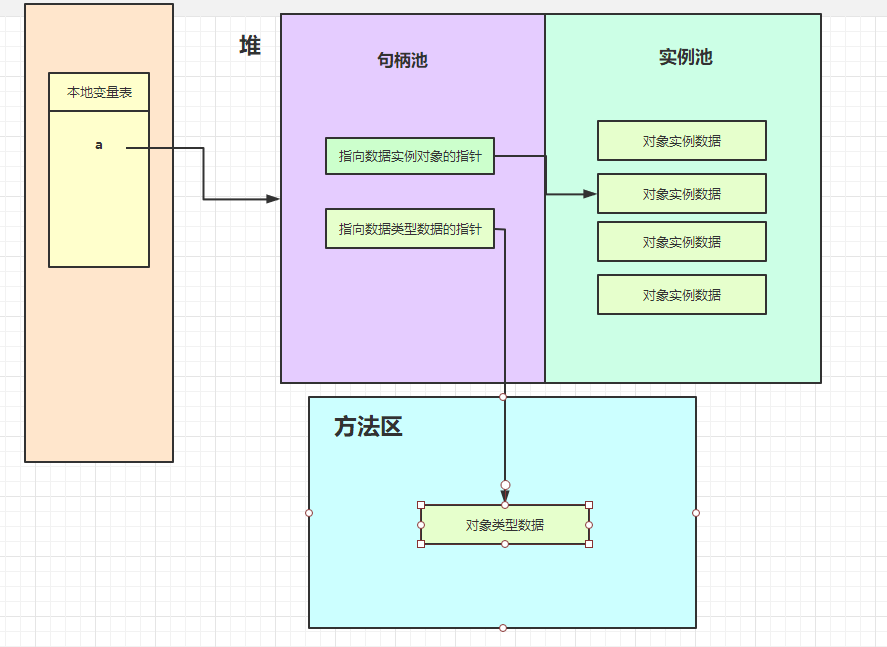 堆
句柄池
实例池
本地变量表
a
指向数据实例对象的指针
指向数据类型数据的指针
对象实例数据
对象实例数据
对象实例数据
对象实例数据
方法区
对象类型数据